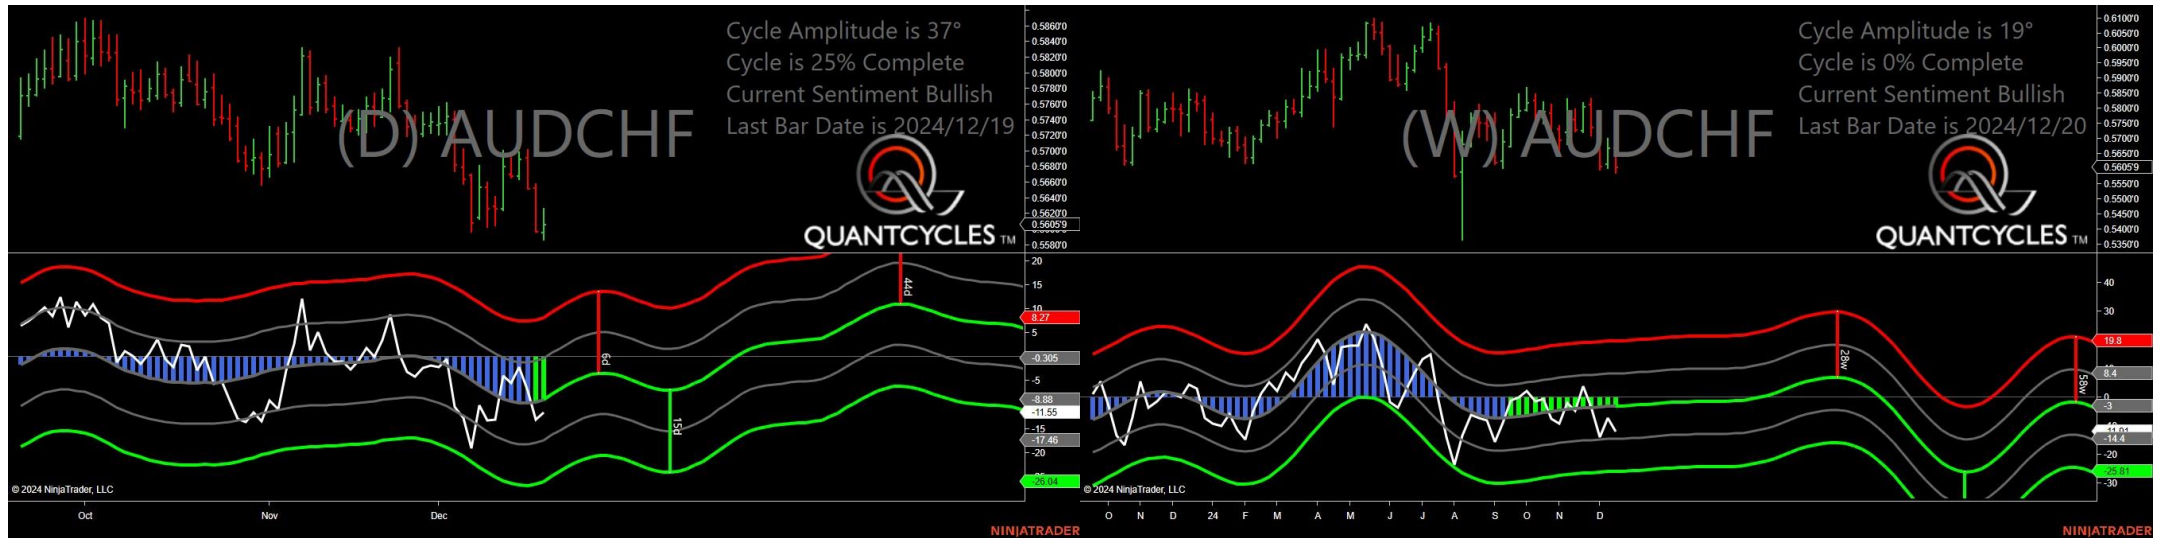 Cycle Amplitude is 37°
Cycle is 25% Complete
Current Sentiment Bullish
Last Bar Date is 2024/12/19
(D) AUDCHF
QUANTCYCLES TM
0.5860'0
0.5840'0
0.5820'0
0.5800'0
0.5780'0
0.5760'0
0.5740'0
0.5720'0
0.5700'0
0.5680'0
0.5660'0
0.5640'0
0.5620'0
0.5605'9
0.5580'0
20
15
10
8.27
5
-0.305
-5
-8.88
-11.55
-15
-17.46
-20
-26.04
6d
15d
44d
© 2024 NinjaTrader, LLC
Oct
Nov
Dec
NINJATRADER
Cycle Amplitude is 19°
Cycle is 0% Complete
Current Sentiment Bullish
Last Bar Date is 2024/12/20
(W) AUDCHF
QUANTCYCLES TM
0.6100'0
0.6050'0
0.6000'0
0.5950'0
0.5900'0
0.5850'0
0.5800'0
0.5750'0
0.5700'0
0.5650'0
0.5605'9
0.5550'0
0.5500'0
0.5450'0
0.5400'0
0.5350'0
40
30
19.8
8.4
0
-3
-11.91
-14.4
-20
-25.81
-30
28w
58w
© 2024 NinjaTrader, LLC
O
N
D
24
F
M
A
M
J
J
A
S
O
N
D
NINJATRADER